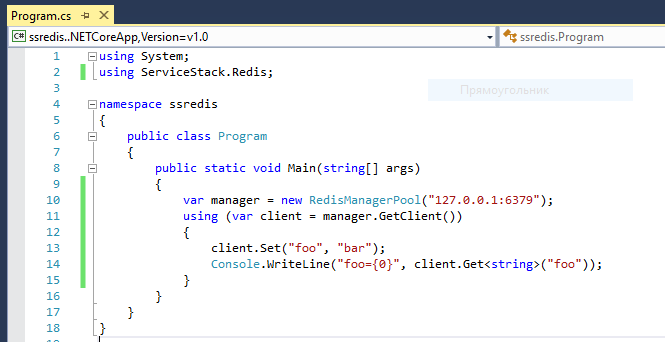 Program.cs
ssredis..NETCoreApp,Version=v1.0 ssredis.Program
1 using System;
2 using ServiceStack.Redis;
3
Прямоугольник
4 namespace ssredis
5 {
6 public class Program
7 {
8 public static void Main(string[] args)
9 {
10 var manager = new RedisManagerPool("127.0.0.1:6379");
11 using (var client = manager.GetClient())
12 {
13 client.Set("foo", "bar");
14 Console.WriteLine("foo={0}", client.Get<string>("foo"));
15 }
16 }
17 }
18 }